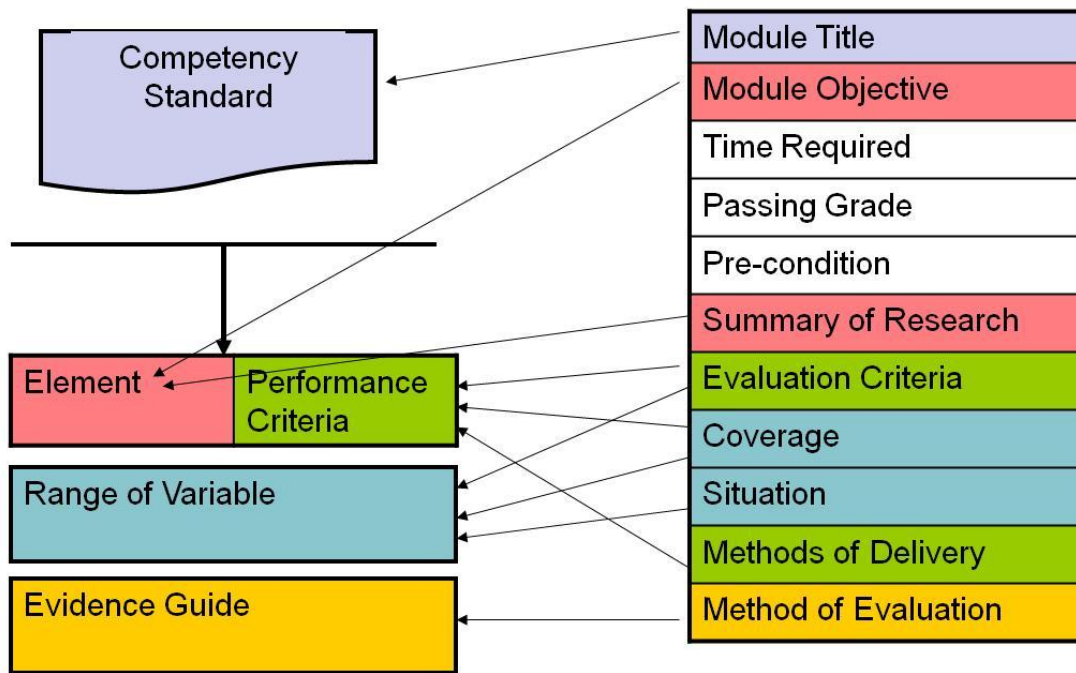 Competency
Standard
Element
Performance
Criteria
Range of Variable
Evidence Guide
Module Title
Module Objective
Time Required
Passing Grade
Pre-condition
Summary of Research
Evaluation Criteria
Coverage
Situation
Methods of Delivery
Method of Evaluation